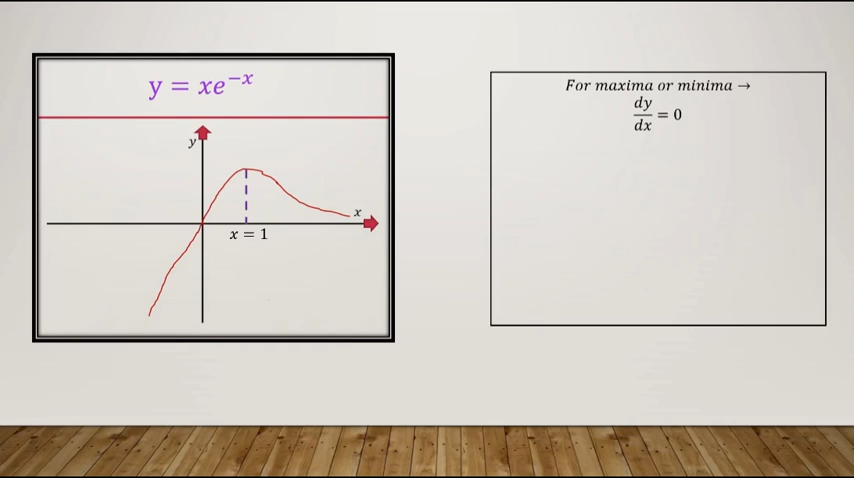 y = xe⁻ˣ
y
x
x = 1
For maxima or minima →
dy
dx = 0